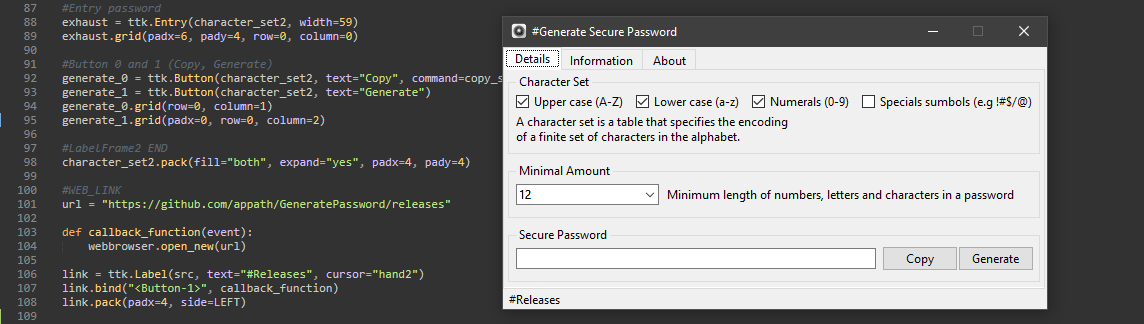 87 #Entry password
88 exhaust = ttk.Entry(character_set2, width=59)
89 exhaust.grid(padx=6, pady=4, row=0, column=0)
90
91 #Button 0 and 1 (Copy, Generate)
92 generate_0 = ttk.Button(character_set2, text="Copy", command=copy_s
93 generate_1 = ttk.Button(character_set2, text="Generate")
94 generate_0.grid(row=0, column=1)
95 generate_1.grid(padx=0, row=0, column=2)
96
97 #LabelFrame2 END
98 character_set2.pack(fill="both", expand="yes", padx=4, pady=4)
99
100 #WEB_LINK
101 url = "https://github.com/appath/GeneratePassword/releases"
102
103 def callback_function(event):
104 webbrowser.open_new(url)
105
106 link = ttk.Label(src, text="#Releases", cursor="hand2")
107 link.bind("<Button-1>", callback_function)
108 link.pack(padx=4, side=LEFT)
109
#Generate Secure Password
Details Information About
Character Set
Upper case (A-Z) Lower case (a-z) Numerals (0-9) Specials sumbols (e.g !#$/@)
A character set is a table that specifies the encoding
of a finite set of characters in the alphabet.
Minimal Amount
12 Minimum length of numbers, letters and characters in a password
Secure Password
Copy Generate
#Releases